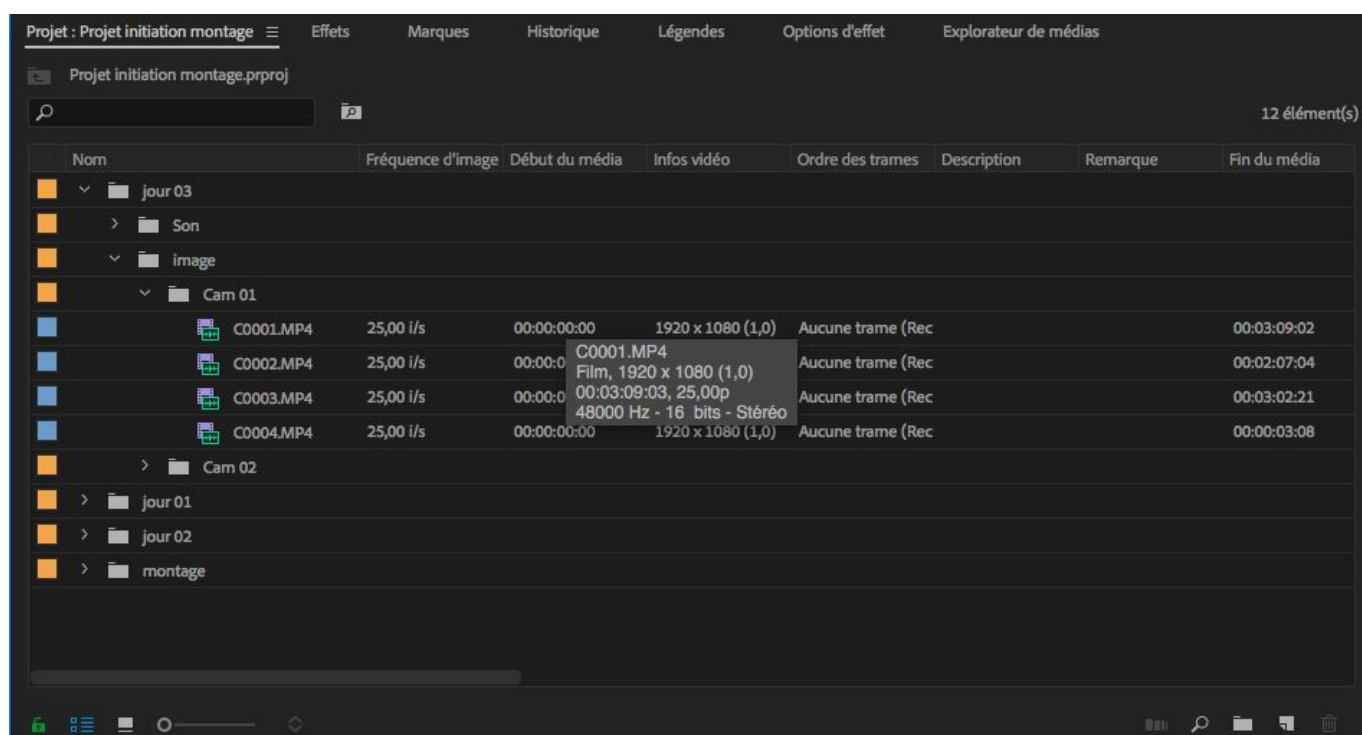 Projet : Projet initiation montage Effets Marques Historique Légendes Options d'effet Explorateur de médias
Projet initiation montage.prproj
12 élément(s)
Nom Fréquence d'image Début du média Infos vidéo Ordre des trames Description Remarque Fin du média
jour 03
Son
image
Cam 01
C0001.MP4 25,00 i/s 00:00:00:00 1920 x 1080 (1,0) Aucune trame (Rec 00:03:09:02
C0001.MP4
Film, 1920 x 1080 (1,0)
00:03:09:03, 25,00p
48000 Hz - 16 bits - Stéréo
C0002.MP4 25,00 i/s 00:00:0 Aucune trame (Rec 00:02:07:04
C0003.MP4 25,00 i/s 00:00:0 Aucune trame (Rec 00:03:02:21
C0004.MP4 25,00 i/s 00:00:00:00 1920 x 1080 (1,0) Aucune trame (Rec 00:00:03:08
Cam 02
jour 01
jour 02
montage